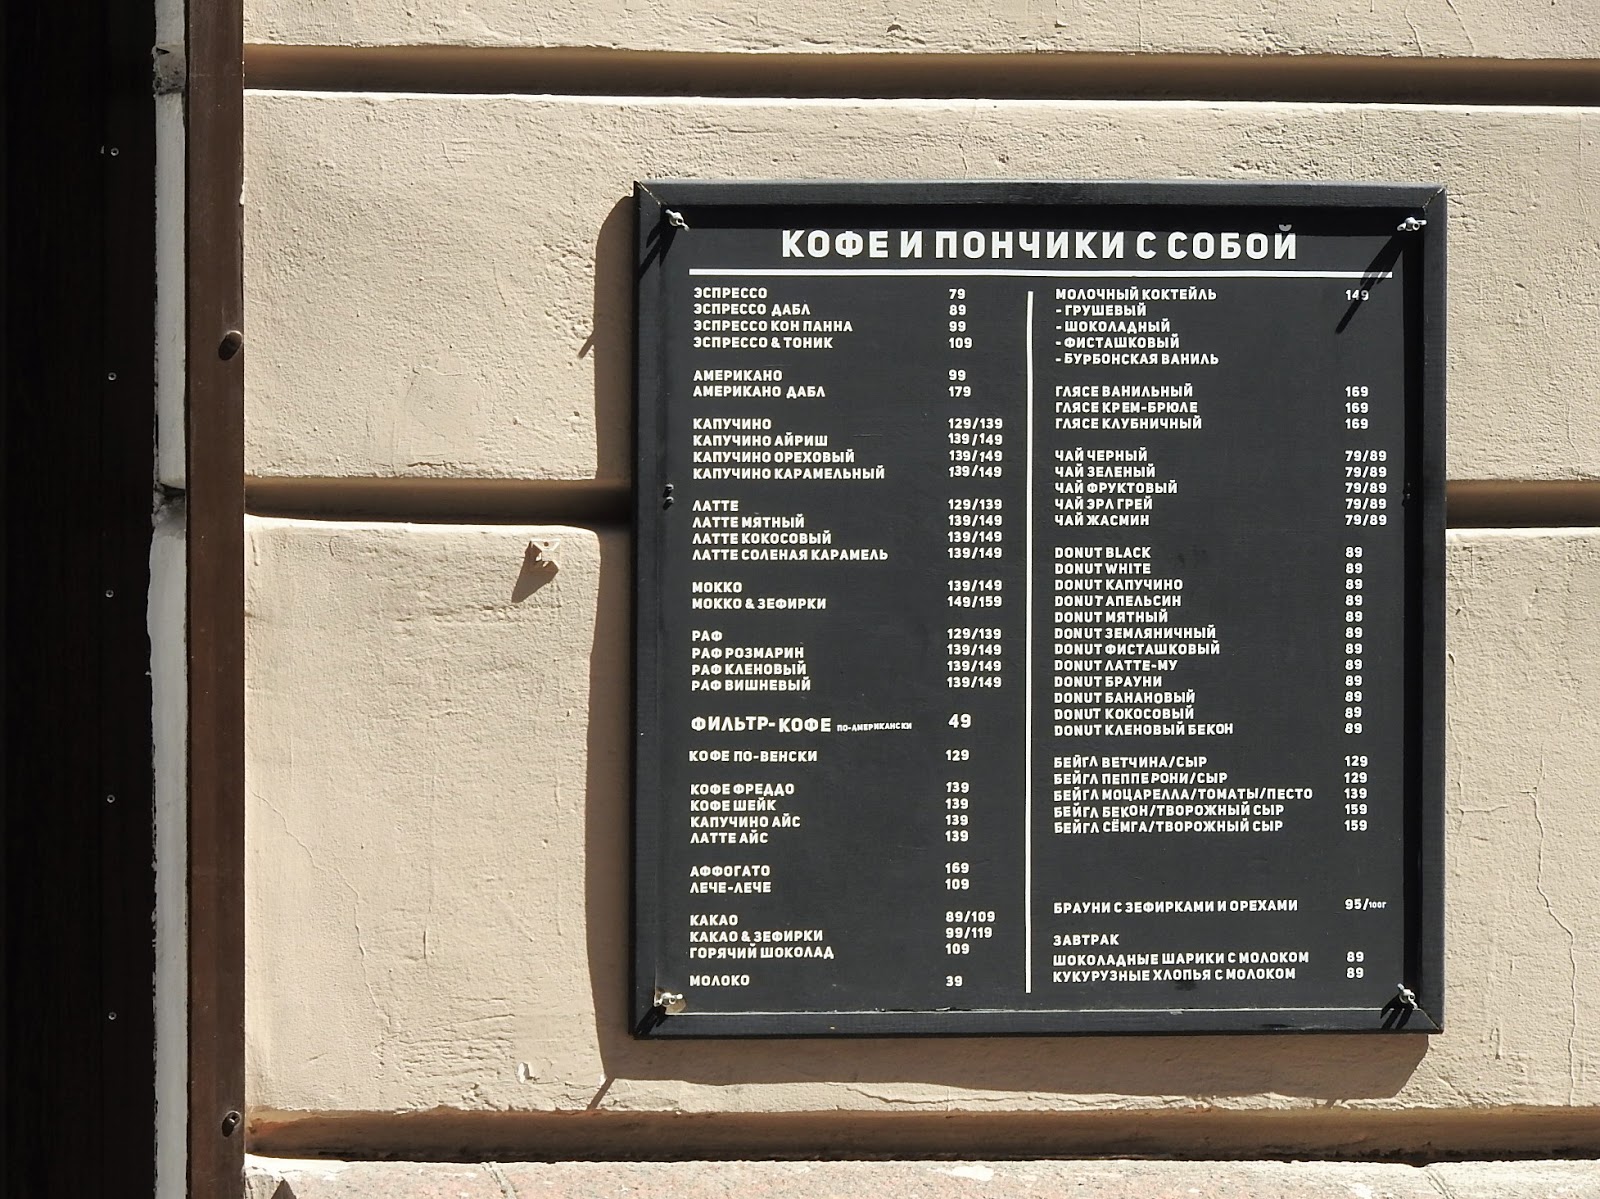 КОФЕ И ПОНЧИКИ С СОБОЙ
ЭСПРЕССО 79
ЭСПРЕССО ДАБЛ 89
ЭСПРЕССО КОН ПАННА 99
ЭСПРЕССО & ТОНИК 109
АМЕРИКАНО 99
АМЕРИКАНО ДАБЛ 179
КАПУЧИНО 129/139
КАПУЧИНО АЙРИШ 139/149
КАПУЧИНО ОРЕХОВЫЙ 139/149
КАПУЧИНО КАРАМЕЛЬНЫЙ 139/149
ЛАТТЕ 129/139
ЛАТТЕ МЯТНЫЙ 139/149
ЛАТТЕ КОКОСОВЫЙ 139/149
ЛАТТЕ СОЛЕНАЯ КАРАМЕЛЬ 139/149
МОККО 139/149
МОККО & ЗЕФИРКИ 149/159
РАФ 129/139
РАФ РОЗМАРИН 139/149
РАФ КЛЕНОВЫЙ 139/149
РАФ ВИШНЕВЫЙ 139/149
ФИЛЬТР-КОФЕ ПО-АМЕРИКАНСКИ 49
КОФЕ ПО-ВЕНСКИ 129
КОФЕ ФРЕДДО 139
КОФЕ ШЕЙК 139
КАПУЧИНО АЙС 139
ЛАТТЕ АЙС 139
АФФОГАТО 169
ЛЕЧЕ-ЛЕЧЕ 109
КАКАО 89/109
КАКАО & ЗЕФИРКИ 99/119
ГОРЯЧИЙ ШОКОЛАД 109
МОЛОКО 39
МОЛОЧНЫЙ КОКТЕЙЛЬ 149
- ГРУШЕВЫЙ
- ШОКОЛАДНЫЙ
- ФИСТАШКОВЫЙ
- БУРБОНСКАЯ ВАНИЛЬ
ГЛЯСЕ ВАНИЛЬНЫЙ 169
ГЛЯСЕ КРЕМ-БРЮЛЕ 169
ГЛЯСЕ КЛУБНИЧНЫЙ 169
ЧАЙ ЧЕРНЫЙ 79/89
ЧАЙ ЗЕЛЕНЫЙ 79/89
ЧАЙ ФРУКТОВЫЙ 79/89
ЧАЙ ЭРЛ ГРЕЙ 79/89
ЧАЙ ЖАСМИН 79/89
DONUT BLACK 89
DONUT WHITE 89
DONUT КАПУЧИНО 89
DONUT АПЕЛЬСИН 89
DONUT МЯТНЫЙ 89
DONUT ЗЕМЛЯНИЧНЫЙ 89
DONUT ФИСТАШКОВЫЙ 89
DONUT ЛАТТЕ-МУ 89
DONUT БРАУНИ 89
DONUT БАНАНОВЫЙ 89
DONUT КОКОСОВЫЙ 89
DONUT КЛЕНОВЫЙ БЕКОН 89
БЕЙГЛ ВЕТЧИНА/СЫР 129
БЕЙГЛ ПЕППЕРОНИ/СЫР 129
БЕЙГЛ МОЦАРЕЛЛА/ТОМАТЫ/ПЕСТО 139
БЕЙГЛ БЕКОН/ТВОРОЖНЫЙ СЫР 159
БЕЙГЛ СЁМГА/ТВОРОЖНЫЙ СЫР 159
БРАУНИ С ЗЕФИРКАМИ И ОРЕХАМИ 95/100Г
ЗАВТРАК
ШОКОЛАДНЫЕ ШАРИКИ С МОЛОКОМ 89
КУКУРУЗНЫЕ ХЛОПЬЯ С МОЛОКОМ 89